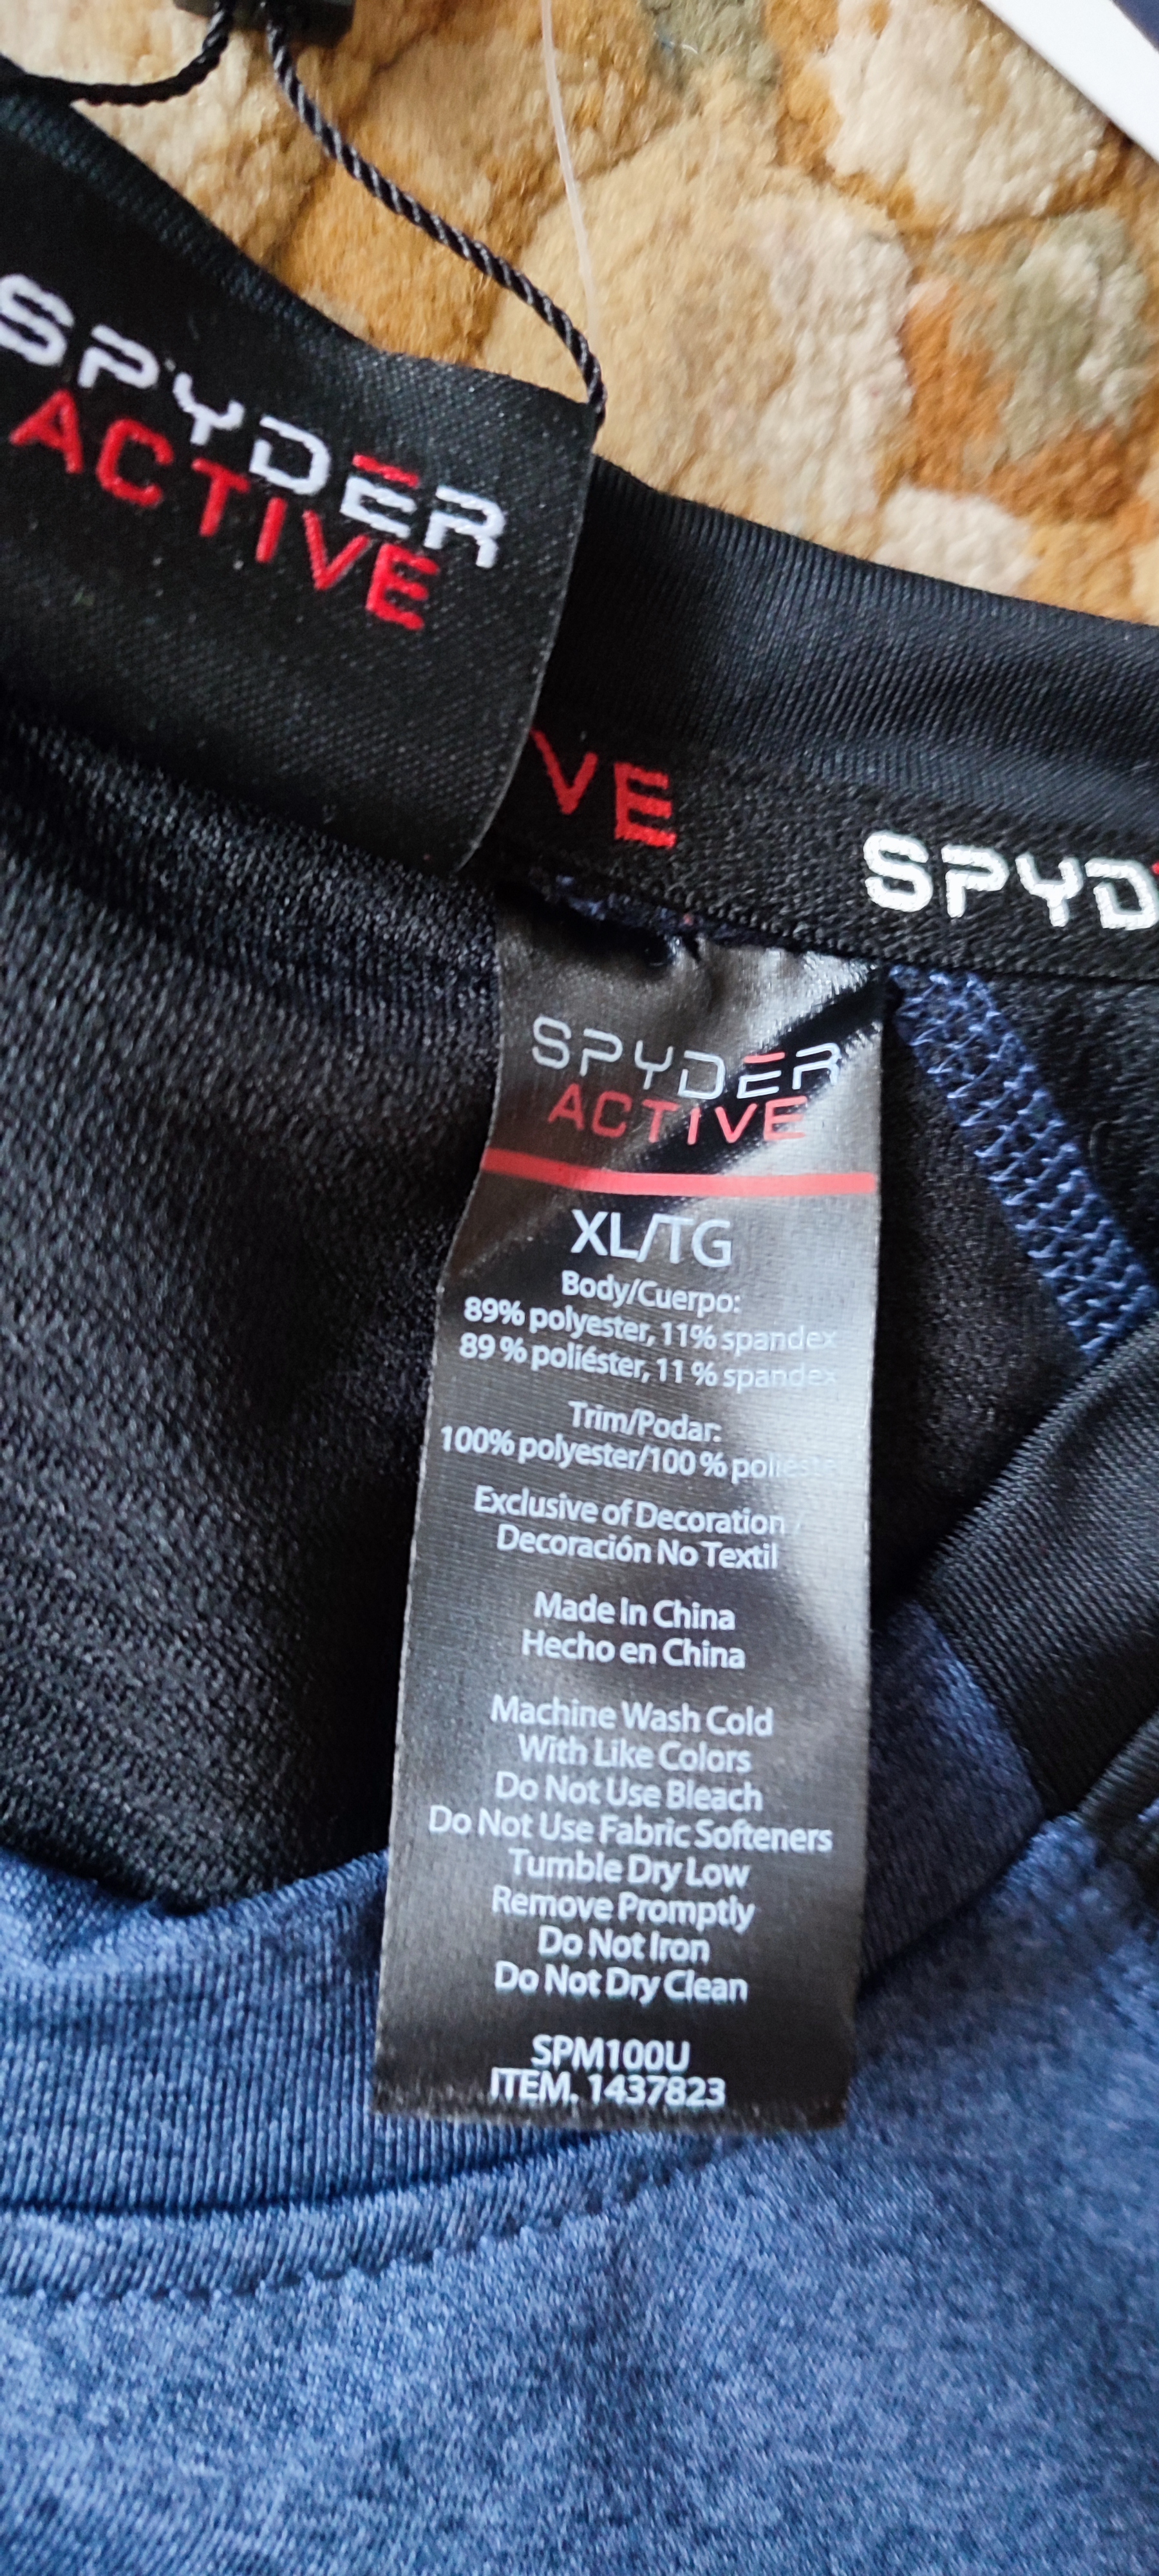 SPYDER
ACTIVE
VE
SPYD
SPYDER
ACTIVE
XL/TG
Body/Cuerpo:
89% polyester, 11% spandex
89 % poliéster, 11 % spandex
Trim/Podar:
100% polyester/100 % poliéster
Exclusive of Decoration /
Decoración No Textil
Made In China
Hecho en China
Machine Wash Cold
With Like Colors
Do Not Use Bleach
Do Not Use Fabric Softeners
Tumble Dry Low
Remove Promptly
Do Not Iron
Do Not Dry Clean
SPM100U
ITEM. 1437823